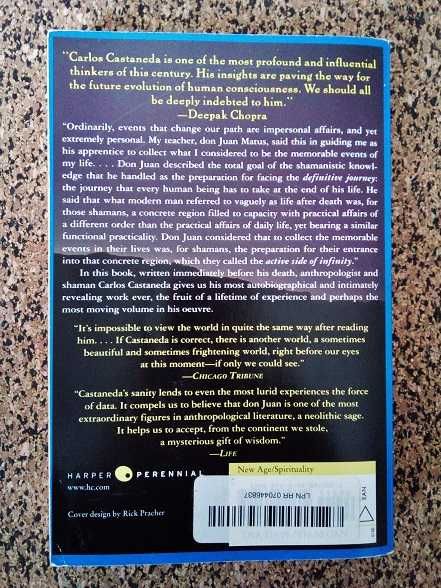 "Carlos Castaneda is one of the most profound and influential
thinkers of this century. His insights are paving the way for
the future evolution of human consciousness. We should all
be deeply indebted to him."
—Deepak Chopra
"Ordinarily, events that change our path are impersonal affairs, and yet
extremely personal. My teacher, don Juan Matus, said this in guiding me as
his apprentice to collect what I considered to be the memorable events of
my life. . . . Don Juan described the total goal of the shamanistic knowl-
edge that he handled as the preparation for facing the definitive journey:
the journey that every human being has to take at the end of his life. He
said that what modern man referred to vaguely as life after death was, for
those shamans, a concrete region filled to capacity with practical affairs of
a different order than the practical affairs of daily life, yet bearing a similar
functional practicality. Don Juan considered that to collect the memorable
events in their lives was, for shamans, the preparation for their entrance
into that concrete region, which they called the active side of infinity."
In this book, written immediately before his death, anthropologist and
shaman Carlos Castaneda gives us his most autobiographical and intimately
revealing work ever, the fruit of a lifetime of experience and perhaps the
most moving volume in his oeuvre.
"It's impossible to view the world in quite the same way after reading
him. . . . If Castaneda is correct, there is another world, a sometimes
beautiful and sometimes frightening world, right before our eyes
at this moment—if only we could see."
—Chicago Tribune
"Castaneda's sanity lends to even the most lurid experiences the force
of data. It compels us to believe that don Juan is one of the most
extraordinary figures in anthropological literature, a neolithic sage.
It helps us to accept, from the continent we stole,
a mysterious gift of wisdom."
—Life
HARPER PERENNIAL
www.hc.com
New Age/Spirituality
LPN RR 070446837
EAN
Cover design by Rick Pracher